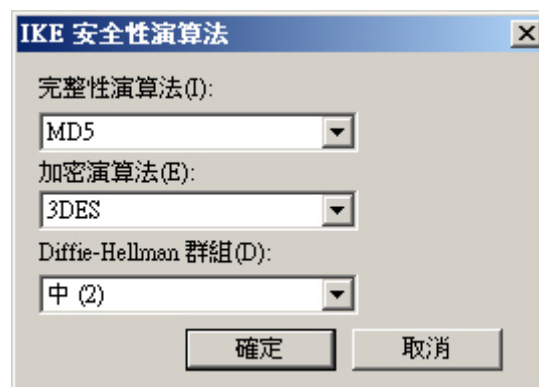 IKE 安全性演算法
完整性演算法(I):
MD5
加密演算法(E):
3DES
Diffie-Hellman 群組(D):
中 (2)
確定 取消